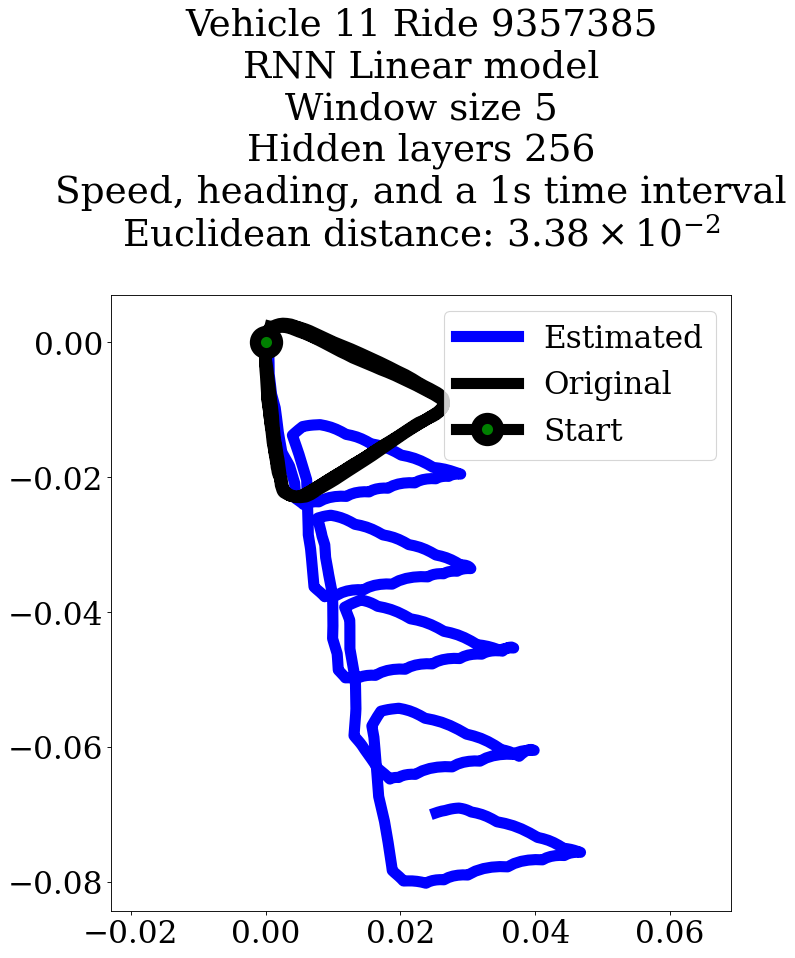 Vehicle 11 Ride 9357385
RNN Linear model
Window size 5
Hidden layers 256
Speed, heading, and a 1s time interval
Euclidean distance: 3.38 × 10⁻²
Estimated
Original
Start
0.00
−0.02
−0.04
−0.06
−0.08
−0.02 0.00 0.02 0.04 0.06